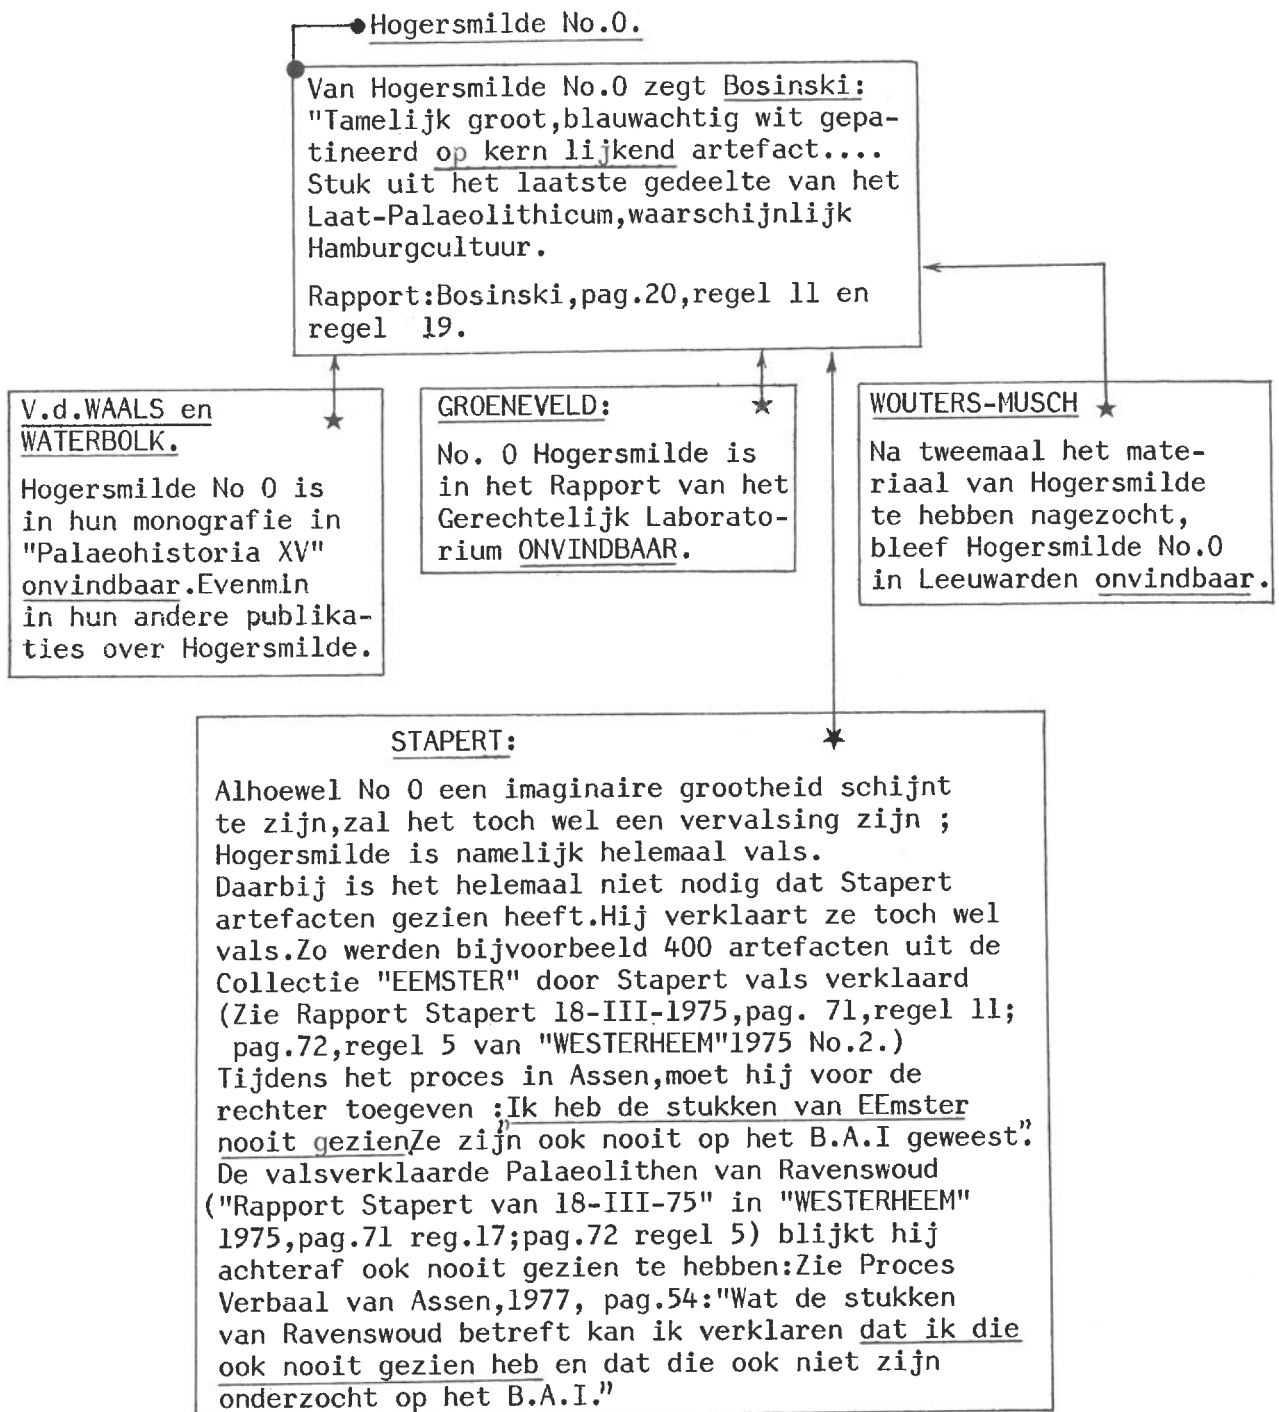 Hogersmilde No.0.
Van Hogersmilde No.0 zegt Bosinski:
"Tamelijk groot,blauwachtig wit gepa-
tineerd op kern lijkend artefact....
Stuk uit het laatste gedeelte van het
Laat-Palaeolithicum,waarschijnlijk
Hamburgcultuur.
Rapport:Bosinski,pag.20,regel 11 en
regel 19.
V.d.WAALS en
WATERBOLK.
Hogersmilde No 0 is
in hun monografie in
"Palaeohistoria XV"
onvindbaar.Evenmin
in hun andere publika-
ties over Hogersmilde.
GROENEVELD:
No. 0 Hogersmilde is
in het Rapport van het
Gerechtelijk Laborato-
rium ONVINDBAAR.
WOUTERS-MUSCH
Na tweemaal het mate-
riaal van Hogersmilde
te hebben nagezocht,
bleef Hogersmilde No.0
in Leeuwarden onvindbaar.
STAPERT:
Alhoewel No 0 een imaginaire grootheid schijnt
te zijn,zal het toch wel een vervalsing zijn ;
Hogersmilde is namelijk helemaal vals.
Daarbij is het helemaal niet nodig dat Stapert
artefacten gezien heeft.Hij verklaart ze toch wel
vals.Zo werden bijvoorbeeld 400 artefacten uit de
Collectie "EEMSTER" door Stapert vals verklaard
(Zie Rapport Stapert 18-III-1975,pag. 71,regel 11;
pag.72,regel 5 van "WESTERHEEM"1975 No.2.)
Tijdens het proces in Assen,moet hij voor de
rechter toegeven :"Ik heb de stukken van EEmster
nooit gezien.Ze zijn ook nooit op het B.A.I geweest".
De valsverklaarde Palaeolithen van Ravenswoud
("Rapport Stapert van 18-III-75" in "WESTERHEEM"
1975,pag.71 reg.17;pag.72 regel 5) blijkt hij
achteraf ook nooit gezien te hebben:Zie Proces
Verbaal van Assen,1977, pag.54:"Wat de stukken
van Ravenswoud betreft kan ik verklaren dat ik die
ook nooit gezien heb en dat die ook niet zijn
onderzocht op het B.A.I."